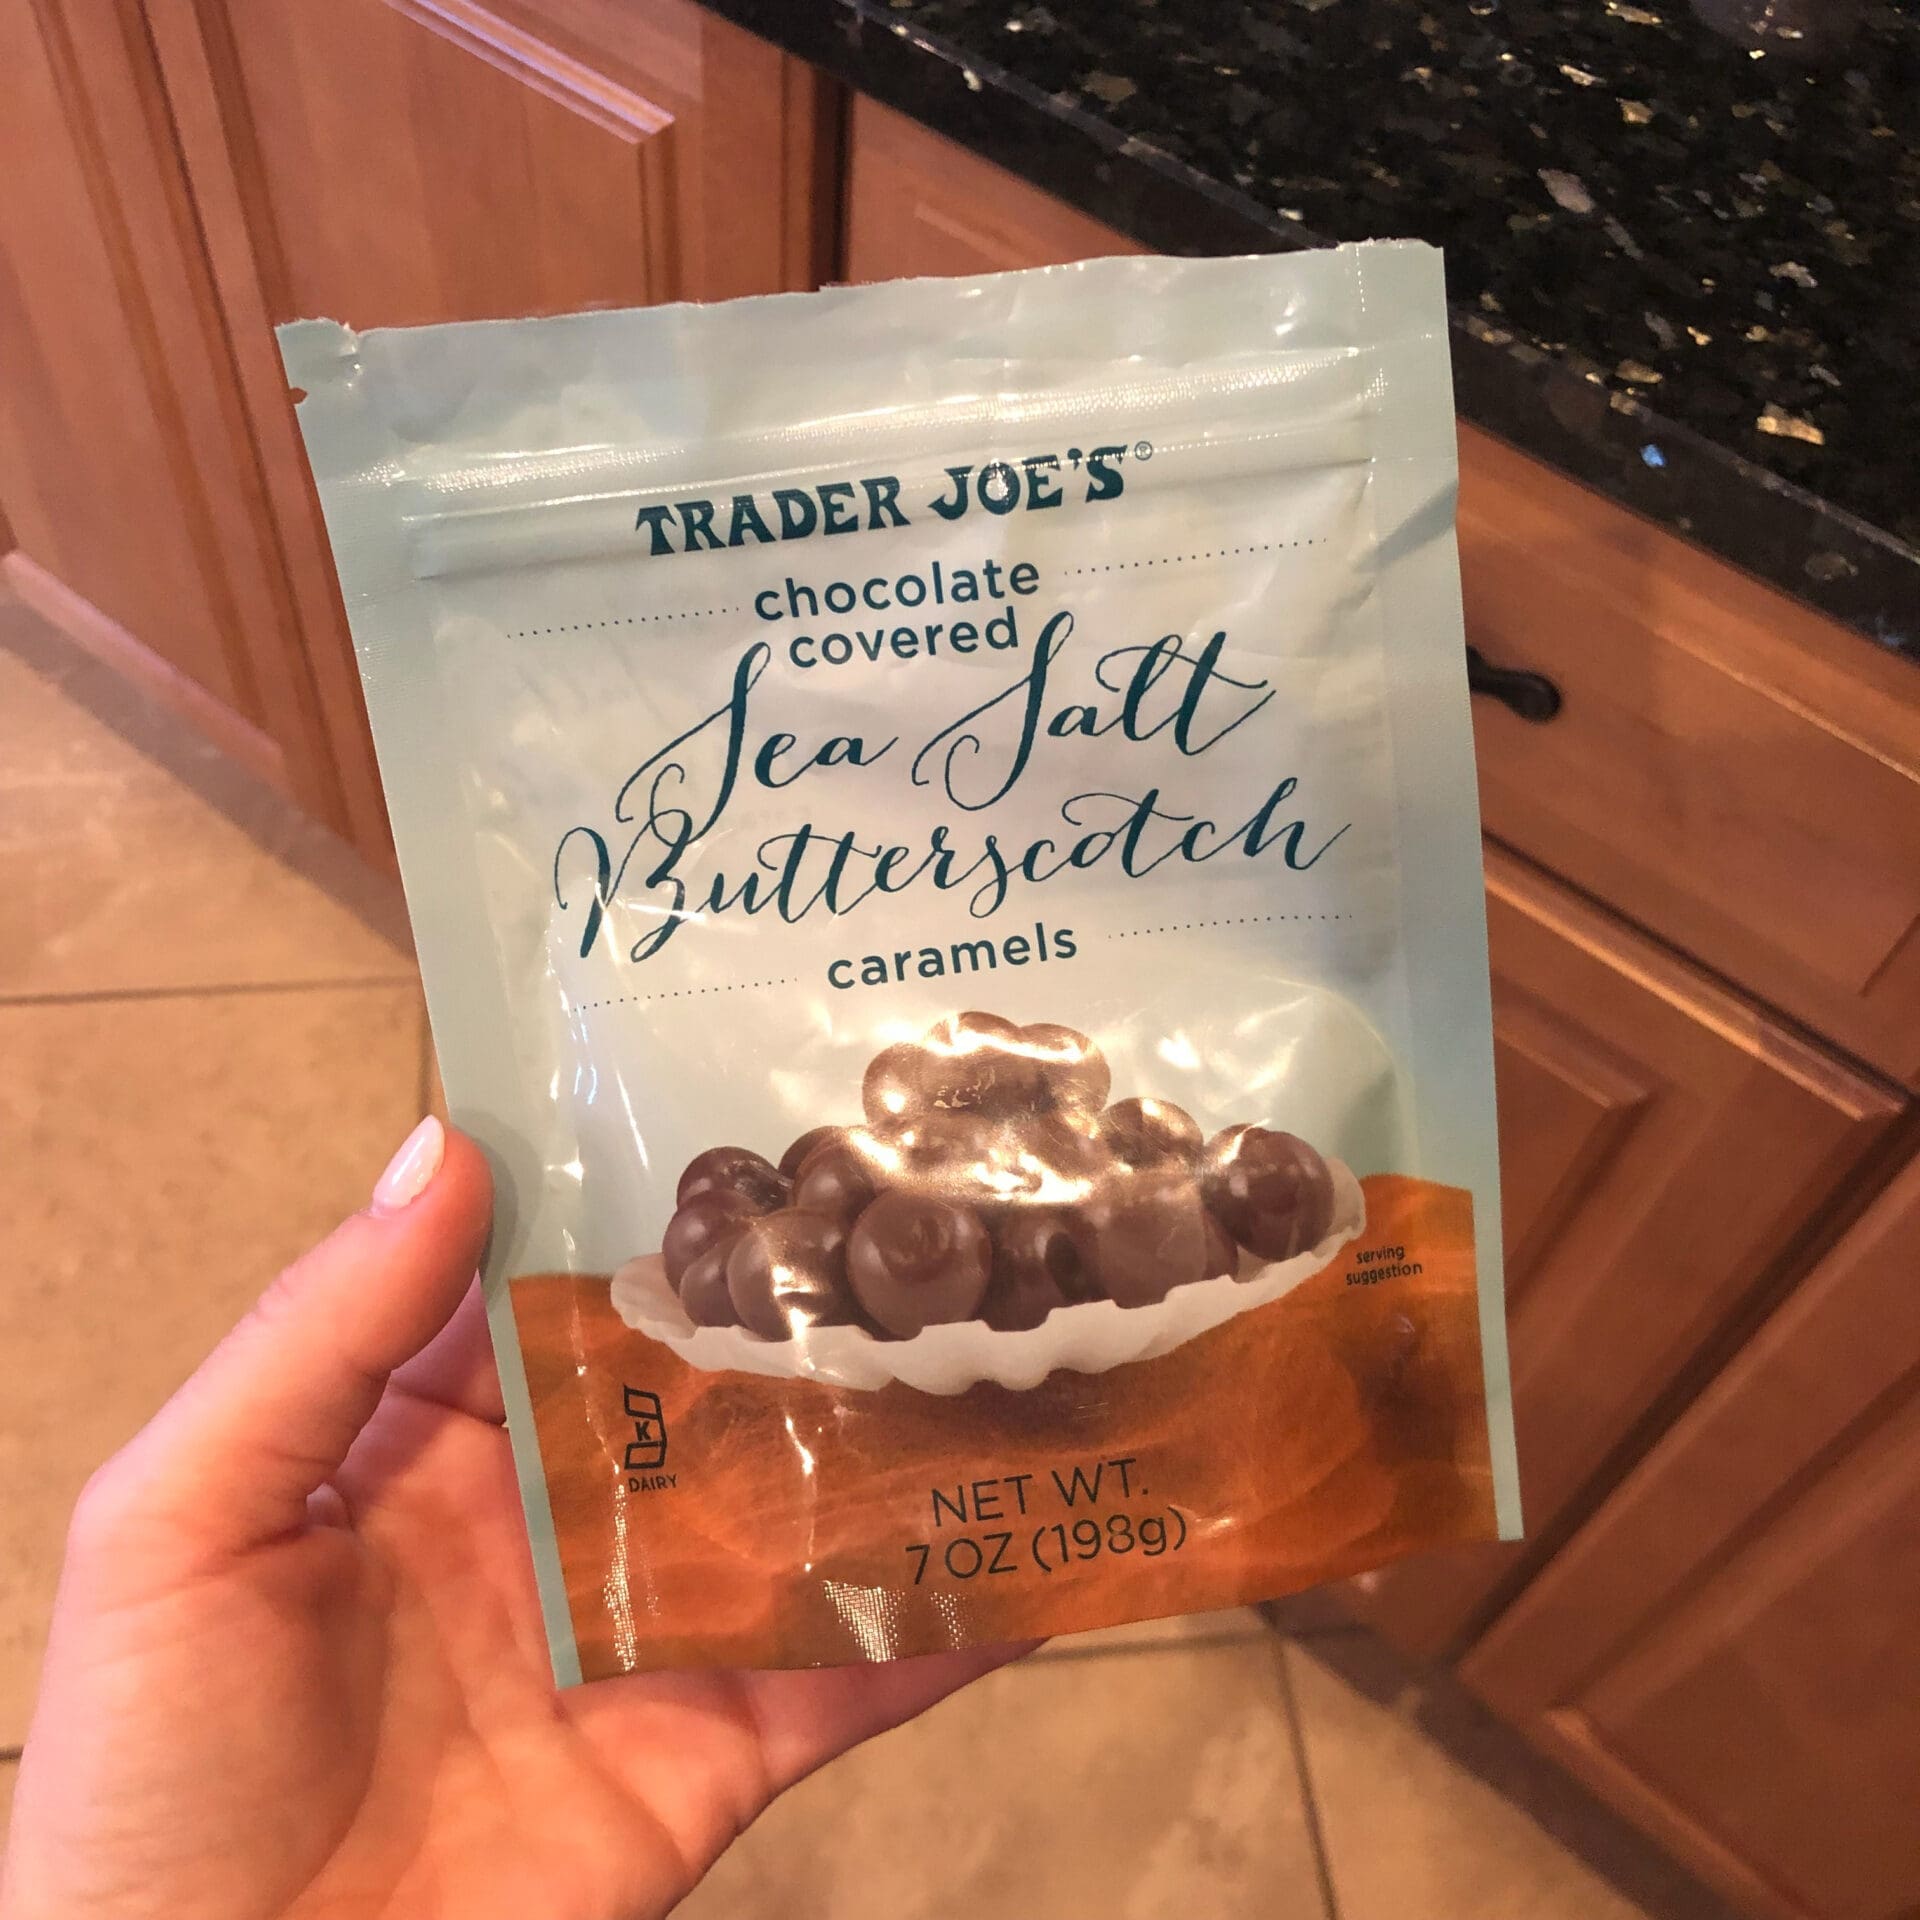 TRADER JOE'S®
chocolate
covered
Sea Salt
Butterscotch
caramels
serving
suggestion
K
DAIRY
NET WT.
7 OZ (198g)